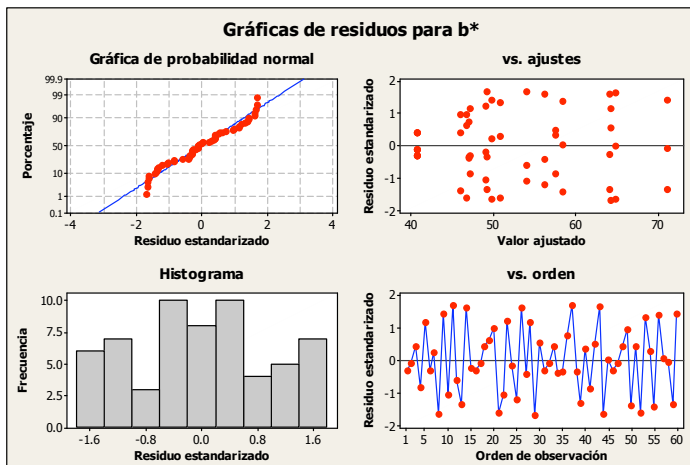 Gráficas de residuos para b*
Gráfica de probabilidad normal
Porcentaje
99.9
99
90
50
10
1
0.1
-4 -2 0 2 4
Residuo estandarizado
vs. ajustes
Residuo estandarizado
2
1
0
-1
-2
40 50 60 70
Valor ajustado
Histograma
Frecuencia
10.0
7.5
5.0
2.5
0.0
-1.6 -0.8 0.0 0.8 1.6
Residuo estandarizado
vs. orden
Residuo estandarizado
2
1
0
-1
-2
1 5 10 15 20 25 30 35 40 45 50 55 60
Orden de observación